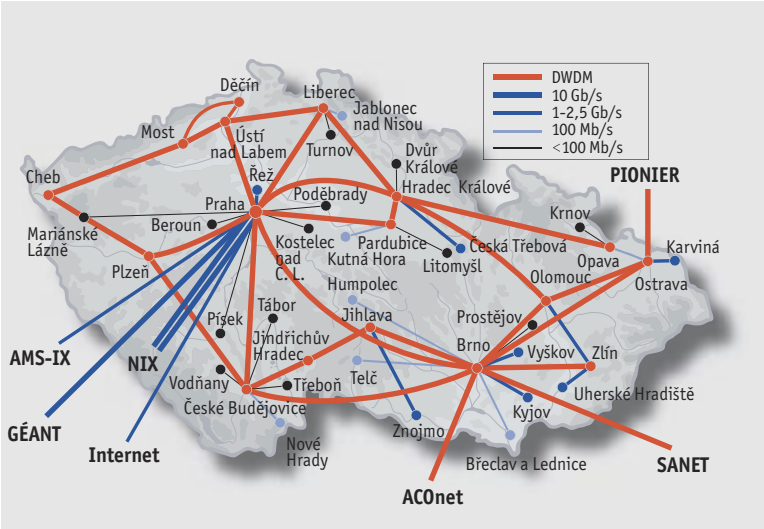 DWDM
10 Gb/s
1–2,5 Gb/s
100 Mb/s
<100 Mb/s
Děčín
Liberec
Jablonec
nad Nisou
Most
Ústí
nad Labem
Turnov
Dvůr
Králové
Řež
Cheb
PIONIER
Hradec Králové
Poděbrady
Praha
Krnov
Mariánské
Lázně
Beroun
Kostelec
nad
Č. L.
Pardubice
Kutná Hora
Česká Třebová
Litomyšl
Opava
Karviná
Plzeň
Olomouc
Ostrava
Humpolec
Tábor
Písek
Jihlava
Prostějov
Jindřichův
Hradec
Brno
Vyškov
Zlín
AMS-IX
NIX
Vodňany
Třeboň
Telč
Uherské Hradiště
České Budějovice
Kyjov
GÉANT
Znojmo
Internet
Nové
Hrady
Břeclav a Lednice
SANET
ACOnet